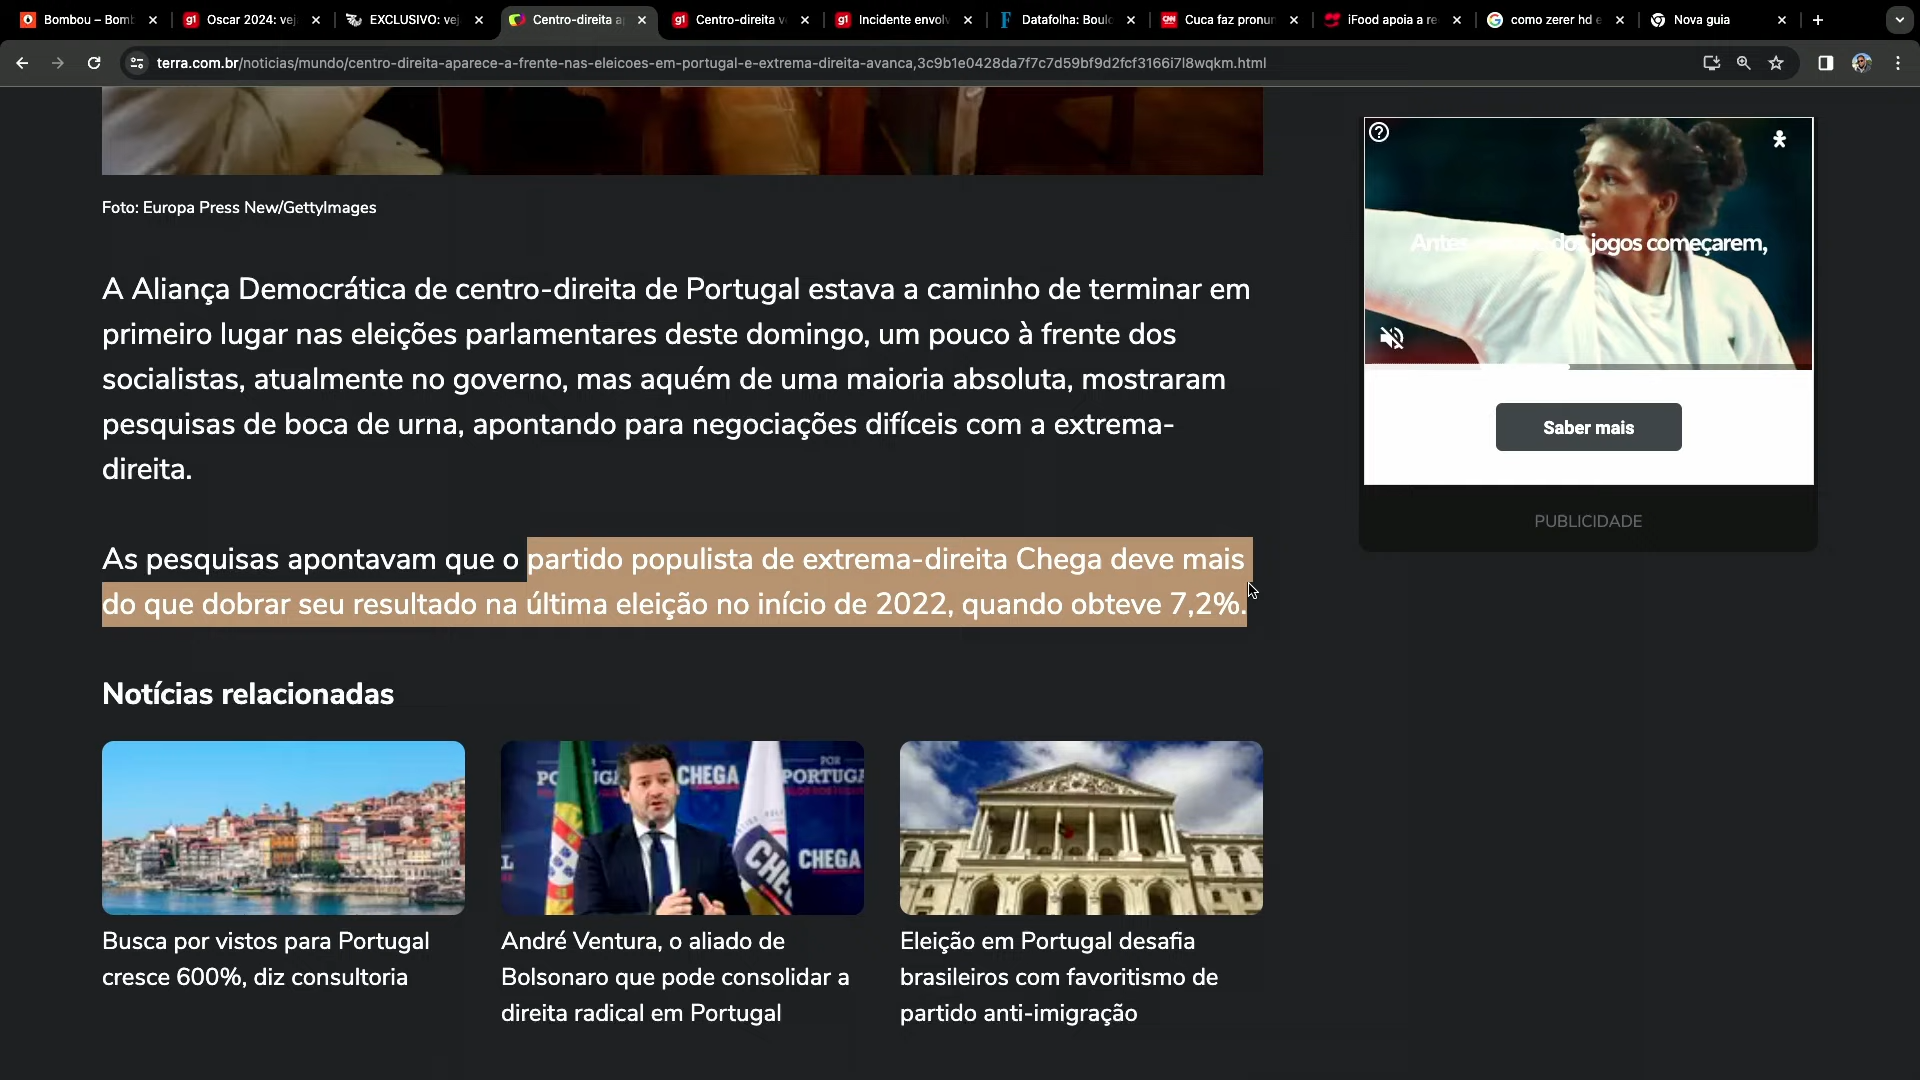 Bombou – Bomb
Oscar 2024: vej
EXCLUSIVO: vej
Centro-direita a
Centro-direita v
Incidente envolv
Datafolha: Boulo
Cuca faz pronun
iFood apoia a re
como zerer hd e
Nova guia
terra.com.br/noticias/mundo/centro-direita-aparece-a-frente-nas-eleicoes-em-portugal-e-extrema-direita-avanca,3c9b1e0428da7f7c7d59bf9d2fcf3166i7l8wqkm.html
Foto: Europa Press New/GettyImages
A Aliança Democrática de centro-direita de Portugal estava a caminho de terminar em
primeiro lugar nas eleições parlamentares deste domingo, um pouco à frente dos
socialistas, atualmente no governo, mas aquém de uma maioria absoluta, mostraram
pesquisas de boca de urna, apontando para negociações difíceis com a extrema-
direita.
As pesquisas apontavam que o partido populista de extrema-direita Chega deve mais
do que dobrar seu resultado na última eleição no início de 2022, quando obteve 7,2%.
Notícias relacionadas
POR
CHEGA
PORTUGA
CHEGA
Busca por vistos para Portugal
cresce 600%, diz consultoria
André Ventura, o aliado de
Bolsonaro que pode consolidar a
direita radical em Portugal
Eleição em Portugal desafia
brasileiros com favoritismo de
partido anti-imigração
Antes dos jogos começarem,
Saber mais
PUBLICIDADE